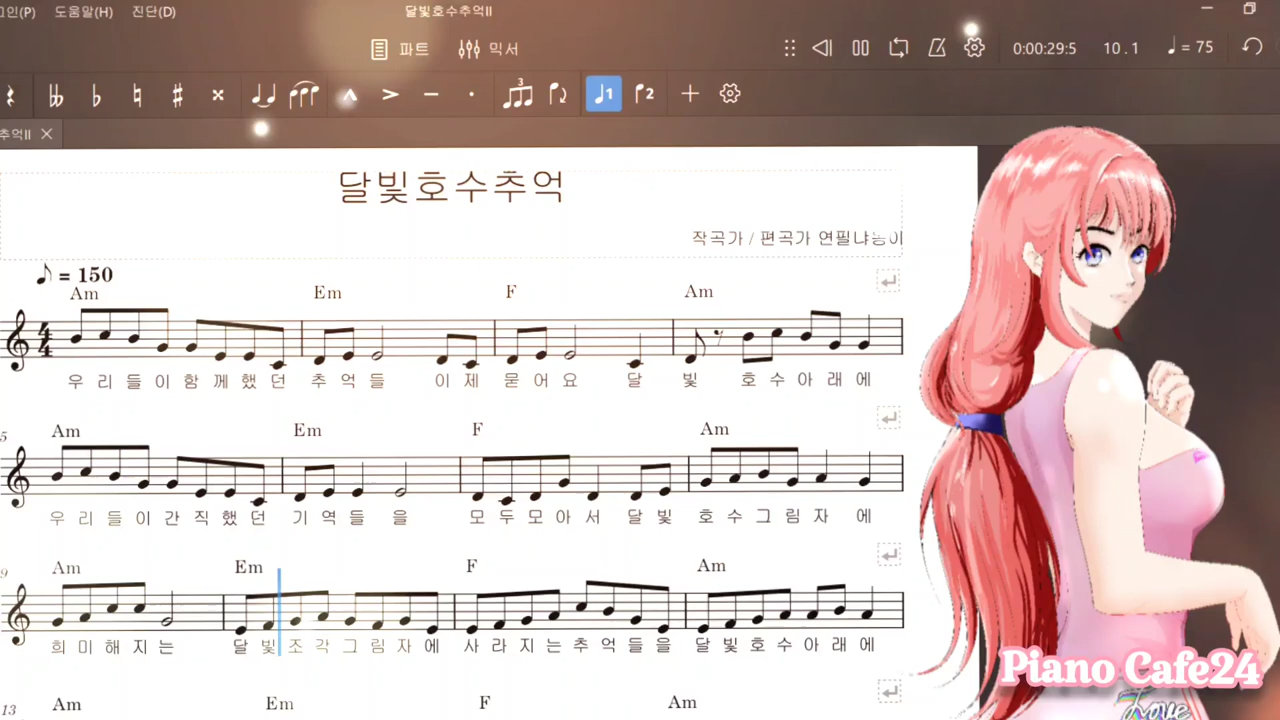 도움말(H) 진단(D) 달빛호수추억II
파트 믹서 0:00:29:5 10 . 1 = 75
추억II
달빛호수추억
작곡가 / 편곡가
= 150
Am Em F Am
우 리 들 이 함 께 했 던 추 억 들 이 제 묻 어 요 달 빛 호 수 아 래 에
5 Am Em F Am
우 리 들 이 간 직 했 던 기 억 들 을 모 두 모 아 서 달 빛 호 수 그 림 자 에
9 Am Em F Am
희 미 해 지 는 달 빛 조 각 그 림 자 에 사 라 지 는 추 억 들 을 달 빛 호 수 아 래 에
13 Am Em F Am
Piano Cafe24
Love